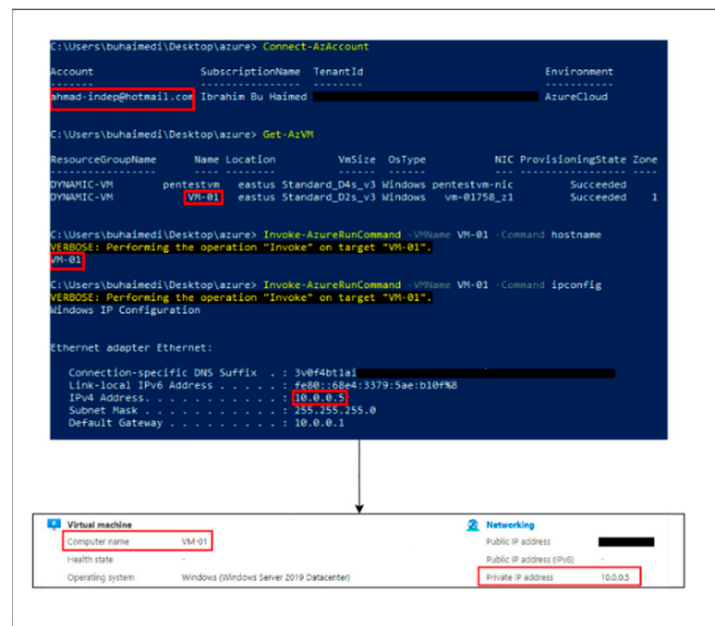 C:\Users\buhaimedi\Desktop\azure> Connect-AzAccount
Account SubscriptionName TenantId Environment
------- ---------------- -------- -----------
ahmad-indep@hotmail.com Ibrahim Bu Haimed AzureCloud
C:\Users\buhaimedi\Desktop\azure> Get-AzVM
ResourceGroupName Name Location VmSize OsType NIC ProvisioningState Zone
----------------- ---- -------- ------ ------ --- ----------------- ----
DYNAMIC-VM pentestvm eastus Standard_D4s_v3 Windows pentestvm-nic Succeeded
DYNAMIC-VM VM-01 eastus Standard_D2s_v3 Windows vm-01758_z1 Succeeded 1
C:\Users\buhaimedi\Desktop\azure> Invoke-AzureRunCommand -VMName VM-01 -Command hostname
VERBOSE: Performing the operation "Invoke" on target "VM-01".
VM-01
C:\Users\buhaimedi\Desktop\azure> Invoke-AzureRunCommand -VMName VM-01 -Command ipconfig
VERBOSE: Performing the operation "Invoke" on target "VM-01".
Windows IP Configuration
Ethernet adapter Ethernet:
Connection-specific DNS Suffix . : 3v0f4bt1ai
Link-local IPv6 Address . . . . . : fe80::68e4:3379:5ae:b10f%8
IPv4 Address. . . . . . . . . . . : 10.0.0.5
Subnet Mask . . . . . . . . . . . : 255.255.255.0
Default Gateway . . . . . . . . . : 10.0.0.1
Virtual machine
Computer name VM-01
Health state -
Operating system Windows (Windows Server 2019 Datacenter)
Networking
Public IP address
Public IP address (IPv6) -
Private IP address 10.0.0.5